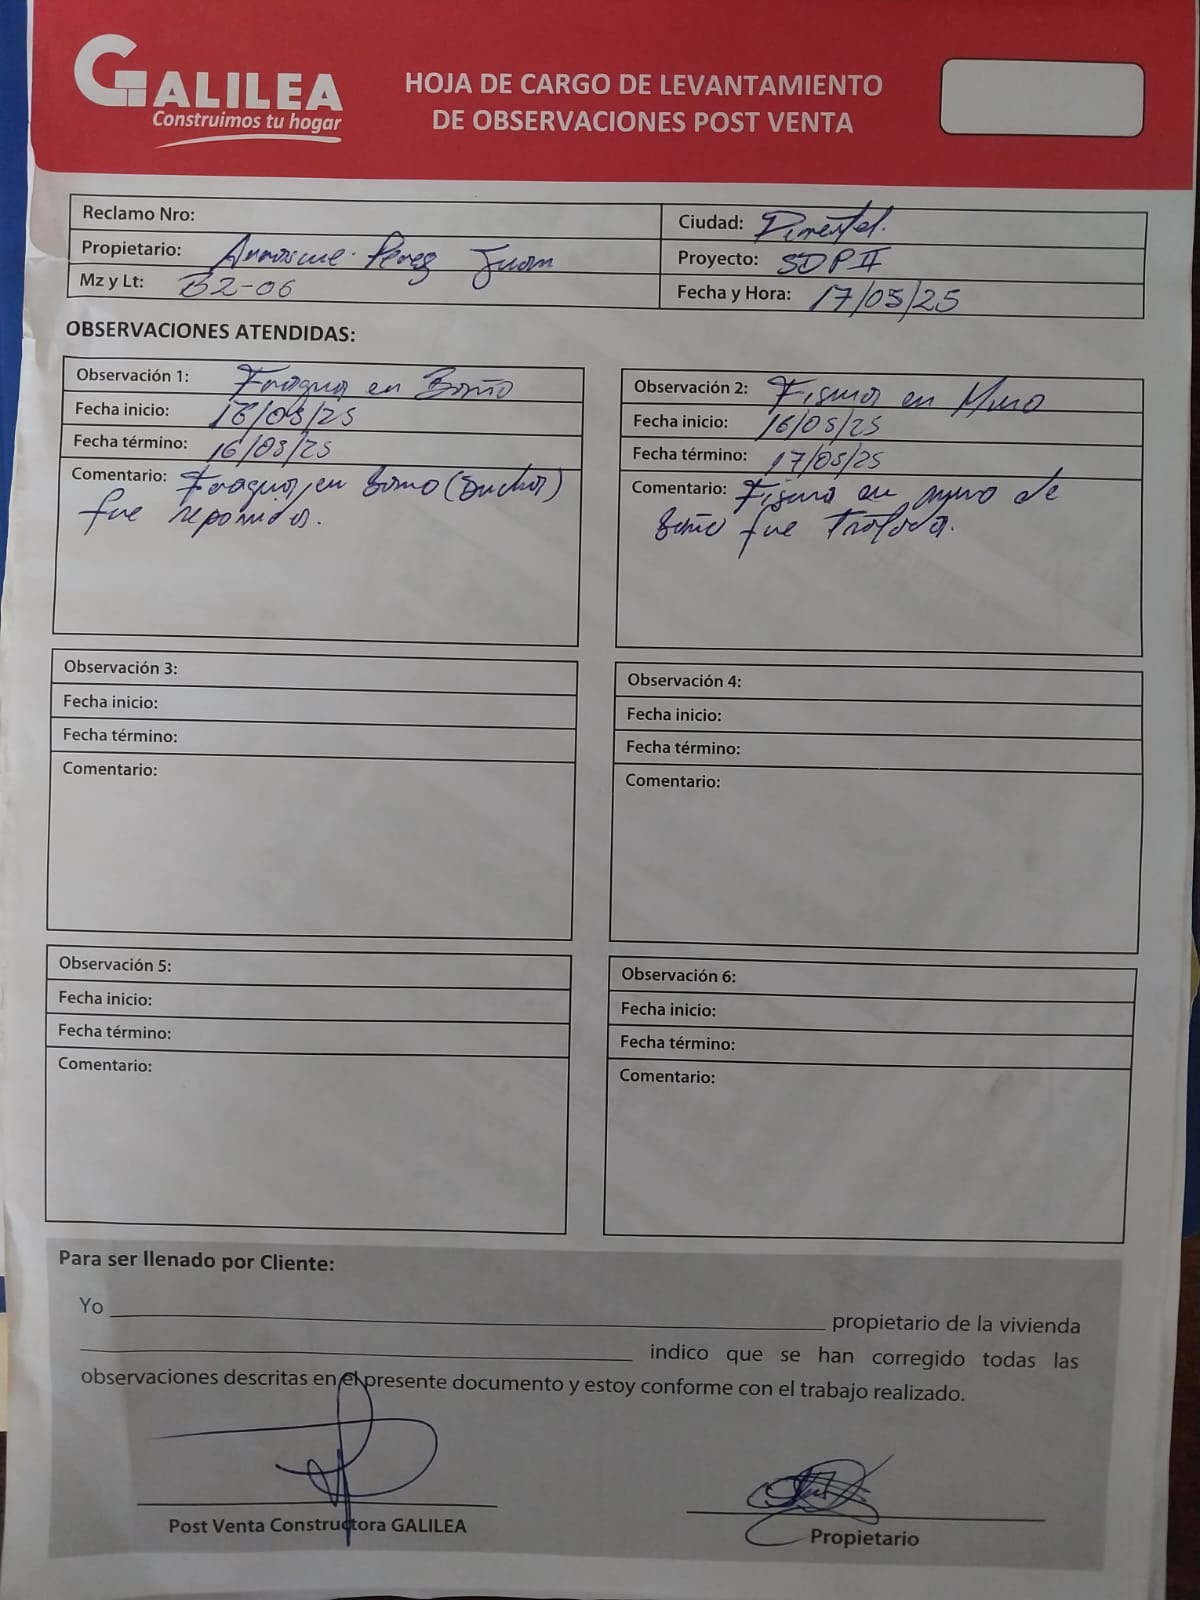 GALILEA
Construimos tu hogar
HOJA DE CARGO DE LEVANTAMIENTO
DE OBSERVACIONES POST VENTA
Reclamo Nro:
Propietario: Perez Juan
Mz y Lt: B2-06
Ciudad: Pimentel.
Proyecto: SDPII
Fecha y Hora: 17/05/25
OBSERVACIONES ATENDIDAS:
Observación 1: Fragua en Baño
Fecha inicio: 16/05/25
Fecha término: 16/05/25
Comentario: Fragua, en Baño (Ducha)
fue
Observación 2: Fisura en Muro
Fecha inicio: 16/05/25
Fecha término: 17/05/25
Comentario: Fisura en muro de
Baño fue Tratada.
Observación 3:
Fecha inicio:
Fecha término:
Comentario:
Observación 4:
Fecha inicio:
Fecha término:
Comentario:
Observación 5:
Fecha inicio:
Fecha término:
Comentario:
Observación 6:
Fecha inicio:
Fecha término:
Comentario:
Para ser llenado por Cliente:
Yo propietario de la vivienda
indico que se han corregido todas las
observaciones descritas en el presente documento y estoy conforme con el trabajo realizado.
Post Venta Constructora GALILEA
Propietario